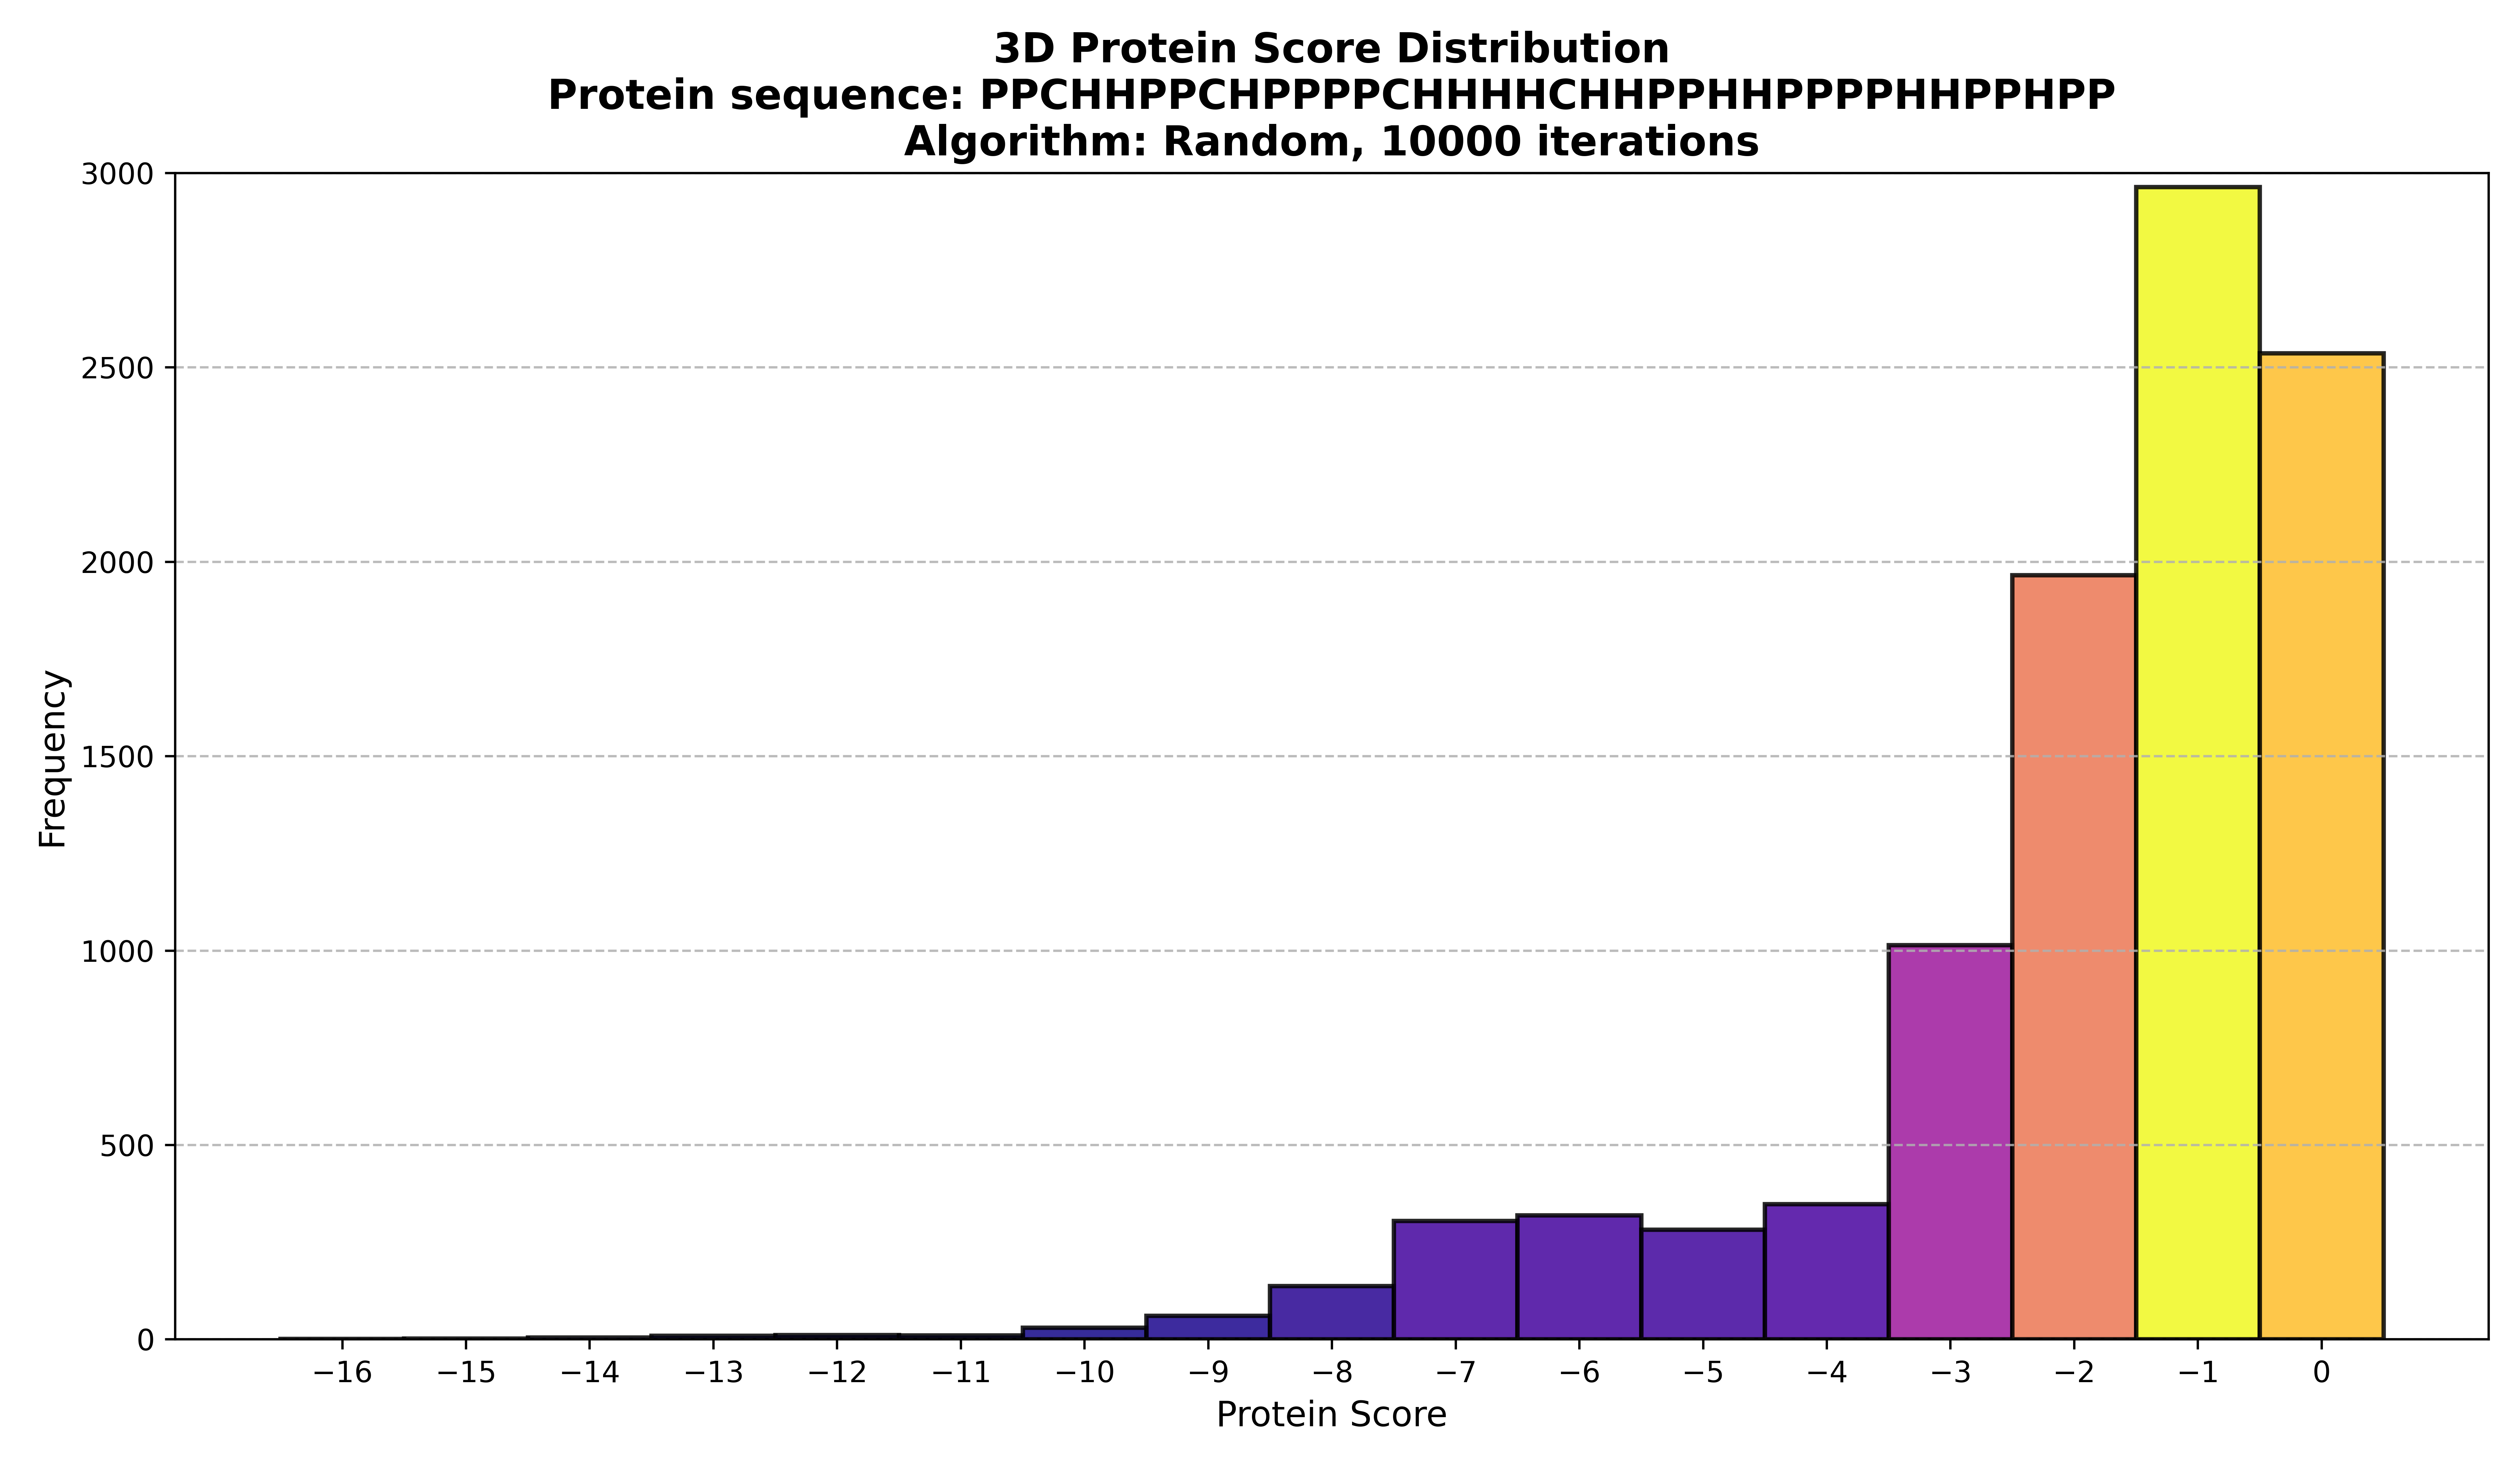 3D Protein Score Distribution
Protein sequence: PPCHHPPCHPPPPCHHHHCHHPPHHPPPPHHPPHPP
Algorithm: Random, 10000 iterations
3000
2500
2000
1500
1000
500
0
Frequency
−16 −15 −14 −13 −12 −11 −10 −9 −8 −7 −6 −5 −4 −3 −2 −1 0
Protein Score